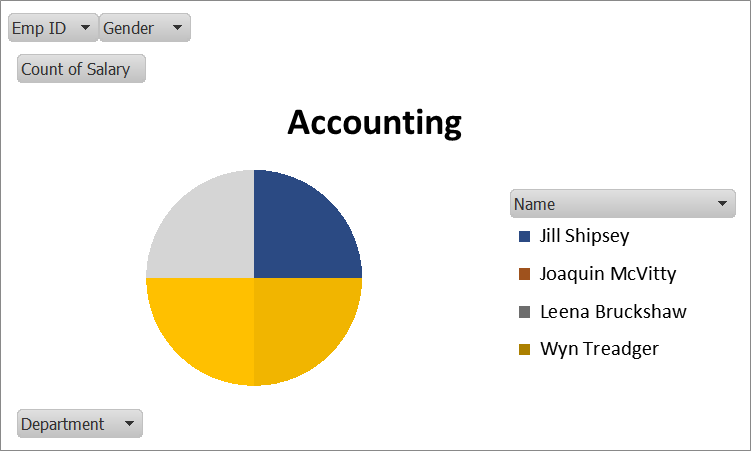 Emp ID Gender
Count of Salary
Accounting
Name
Jill Shipsey
Joaquin McVitty
Leena Bruckshaw
Wyn Treadger
Department